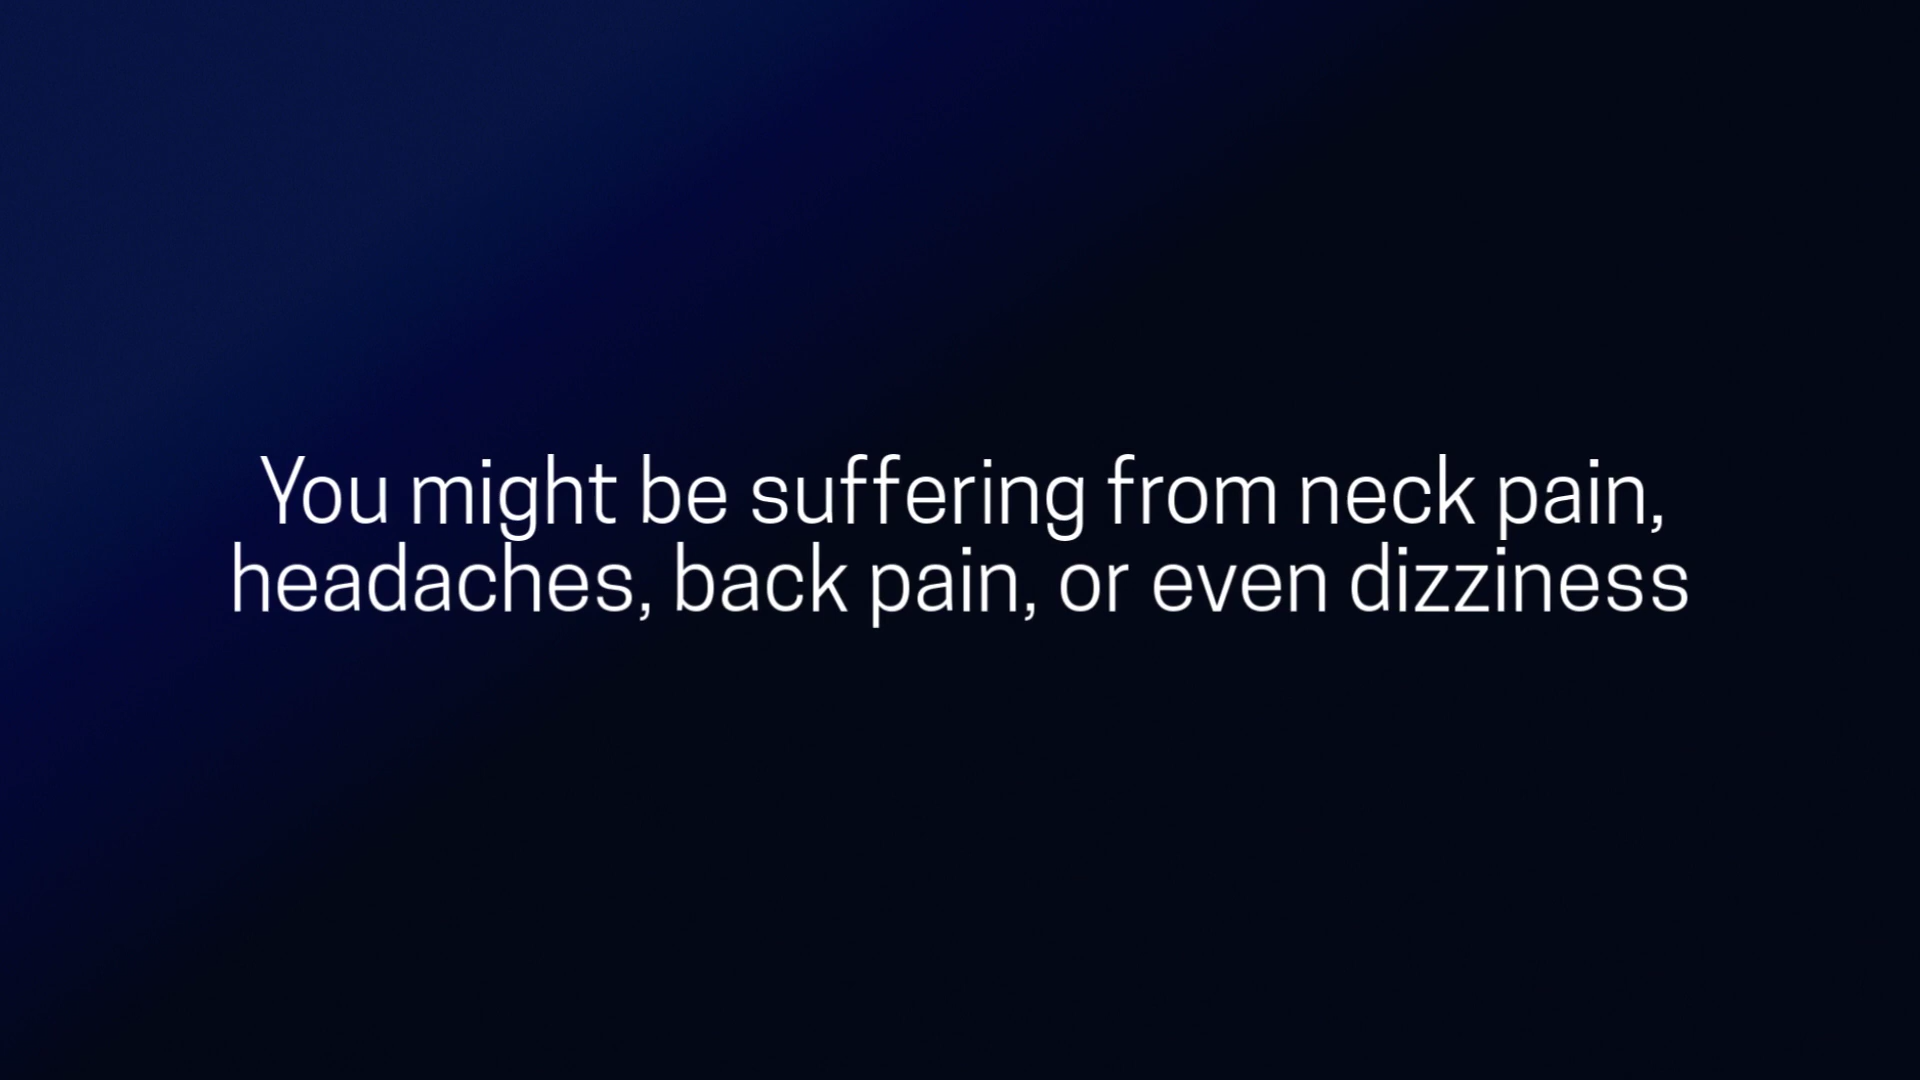 You might be suffering from neck pain,
headaches, back pain, or even dizziness